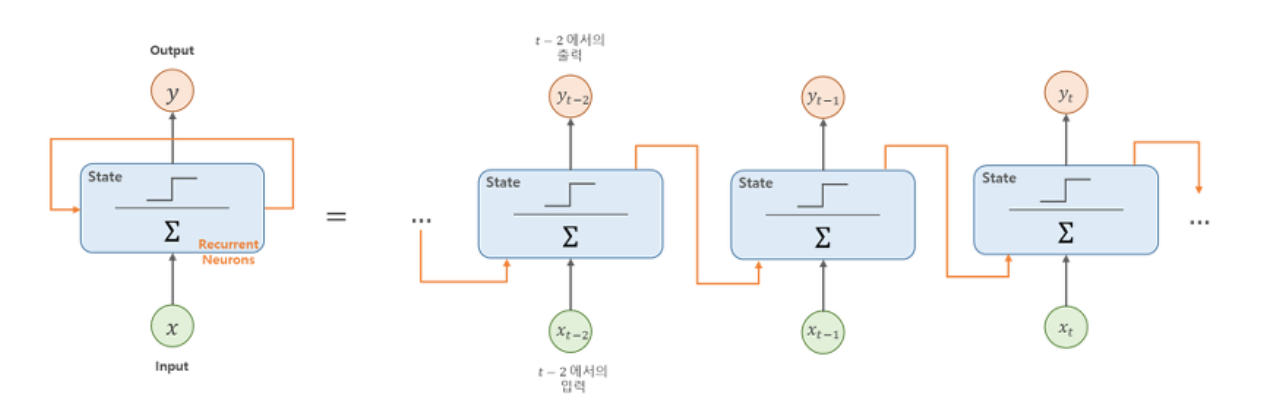 Output
y
State
Σ
Recurrent
Neurons
x
Input
=
...
t − 2 에서의
출력
y_{t−2}
State
Σ
x_{t−2}
t − 2 에서의
입력
y_{t−1}
State
Σ
x_{t−1}
y_t
State
Σ
x_t
...